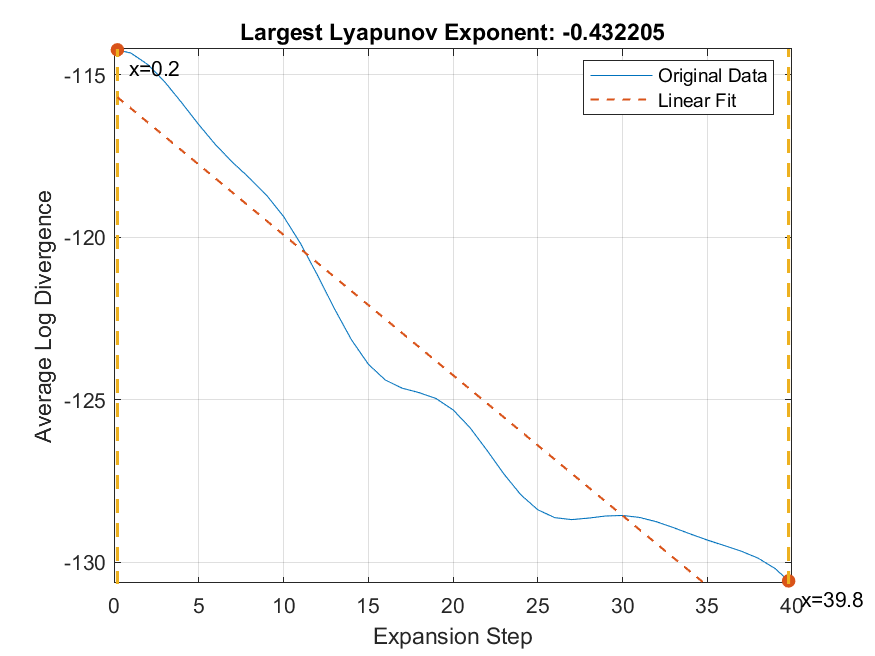 Largest Lyapunov Exponent: -0.432205
x=0.2
Original Data
Linear Fit
-115
-120
-125
-130
Average Log Divergence
0 5 10 15 20 25 30 35 40
x=39.8
Expansion Step